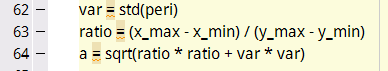 62 – var = std(peri)
63 – ratio = (x_max - x_min) / (y_max - y_min)
64 – a = sqrt(ratio * ratio + var * var)